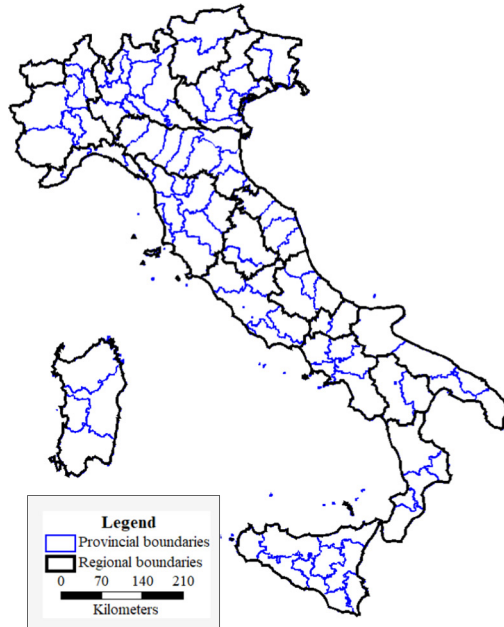 Legend
Provincial boundaries
Regional boundaries
0 70 140 210
Kilometers